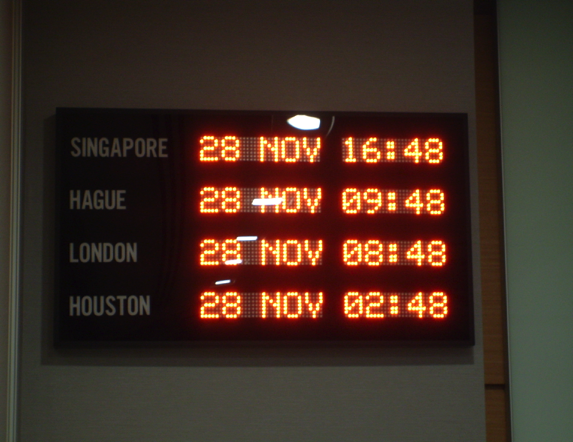 SINGAPORE 28 NOV 16:48
HAGUE 28 NOV 09:48
LONDON 28 NOV 08:48
HOUSTON 28 NOV 02:48